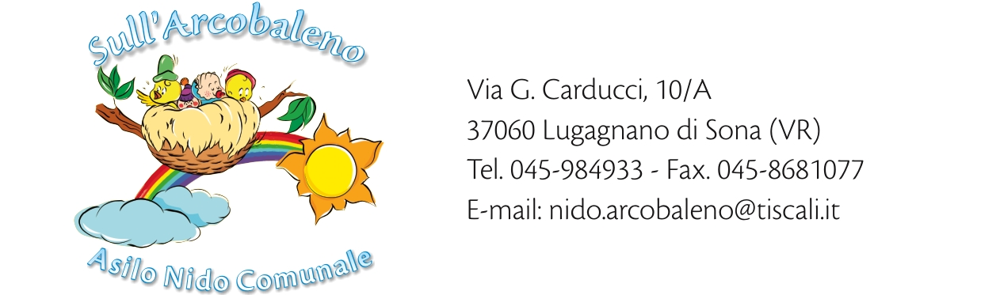 Sull'Arcobaleno
Asilo Nido Comunale
Via G. Carducci, 10/A
37060 Lugagnano di Sona (VR)
Tel. 045-984933 - Fax. 045-8681077
E-mail: nido.arcobaleno@tiscali.it